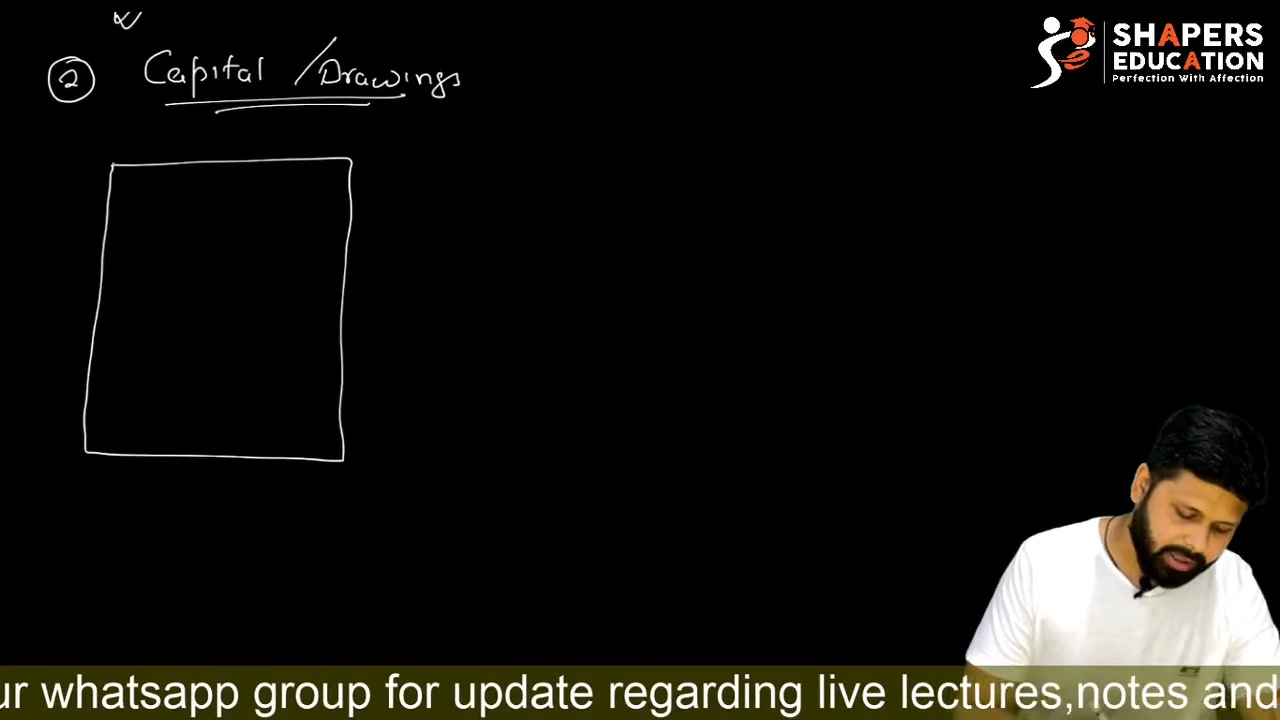 ② Capital / Drawings
SHAPERS
EDUCATION
Perfection With Affection
ur whatsapp group for update regarding live lectures,notes and